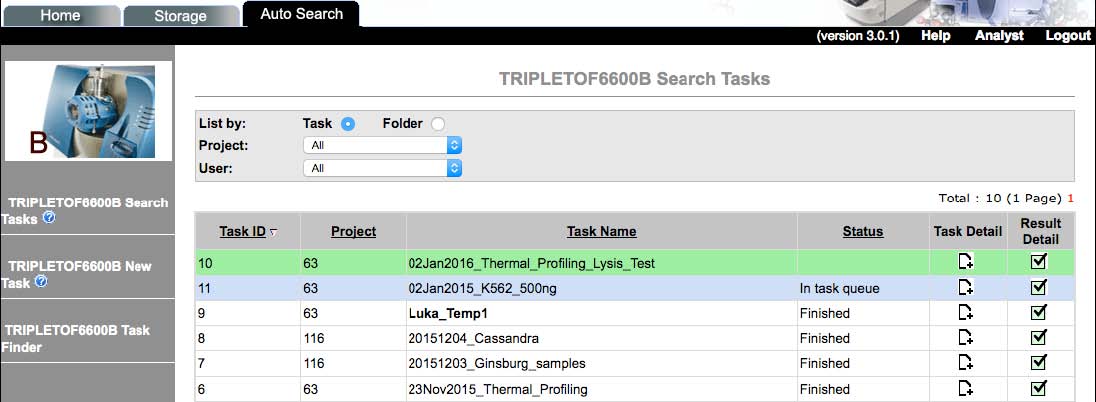 Home Storage Auto Search
(version 3.0.1) Help Analyst Logout
B
TRIPLETOF6600B Search
Tasks ?
TRIPLETOF6600B New
Task ?
TRIPLETOF6600B Task
Finder
TRIPLETOF6600B Search Tasks
List by: Task Folder
Project: All
User: All
Total : 10 (1 Page) 1
Task ID Project Task Name Status Task Detail Result Detail
10 63 02Jan2016_Thermal_Profiling_Lysis_Test
11 63 02Jan2015_K562_500ng In task queue
9 63 Luka_Temp1 Finished
8 116 20151204_Cassandra Finished
7 116 20151203_Ginsburg_samples Finished
6 63 23Nov2015_Thermal_Profiling Finished